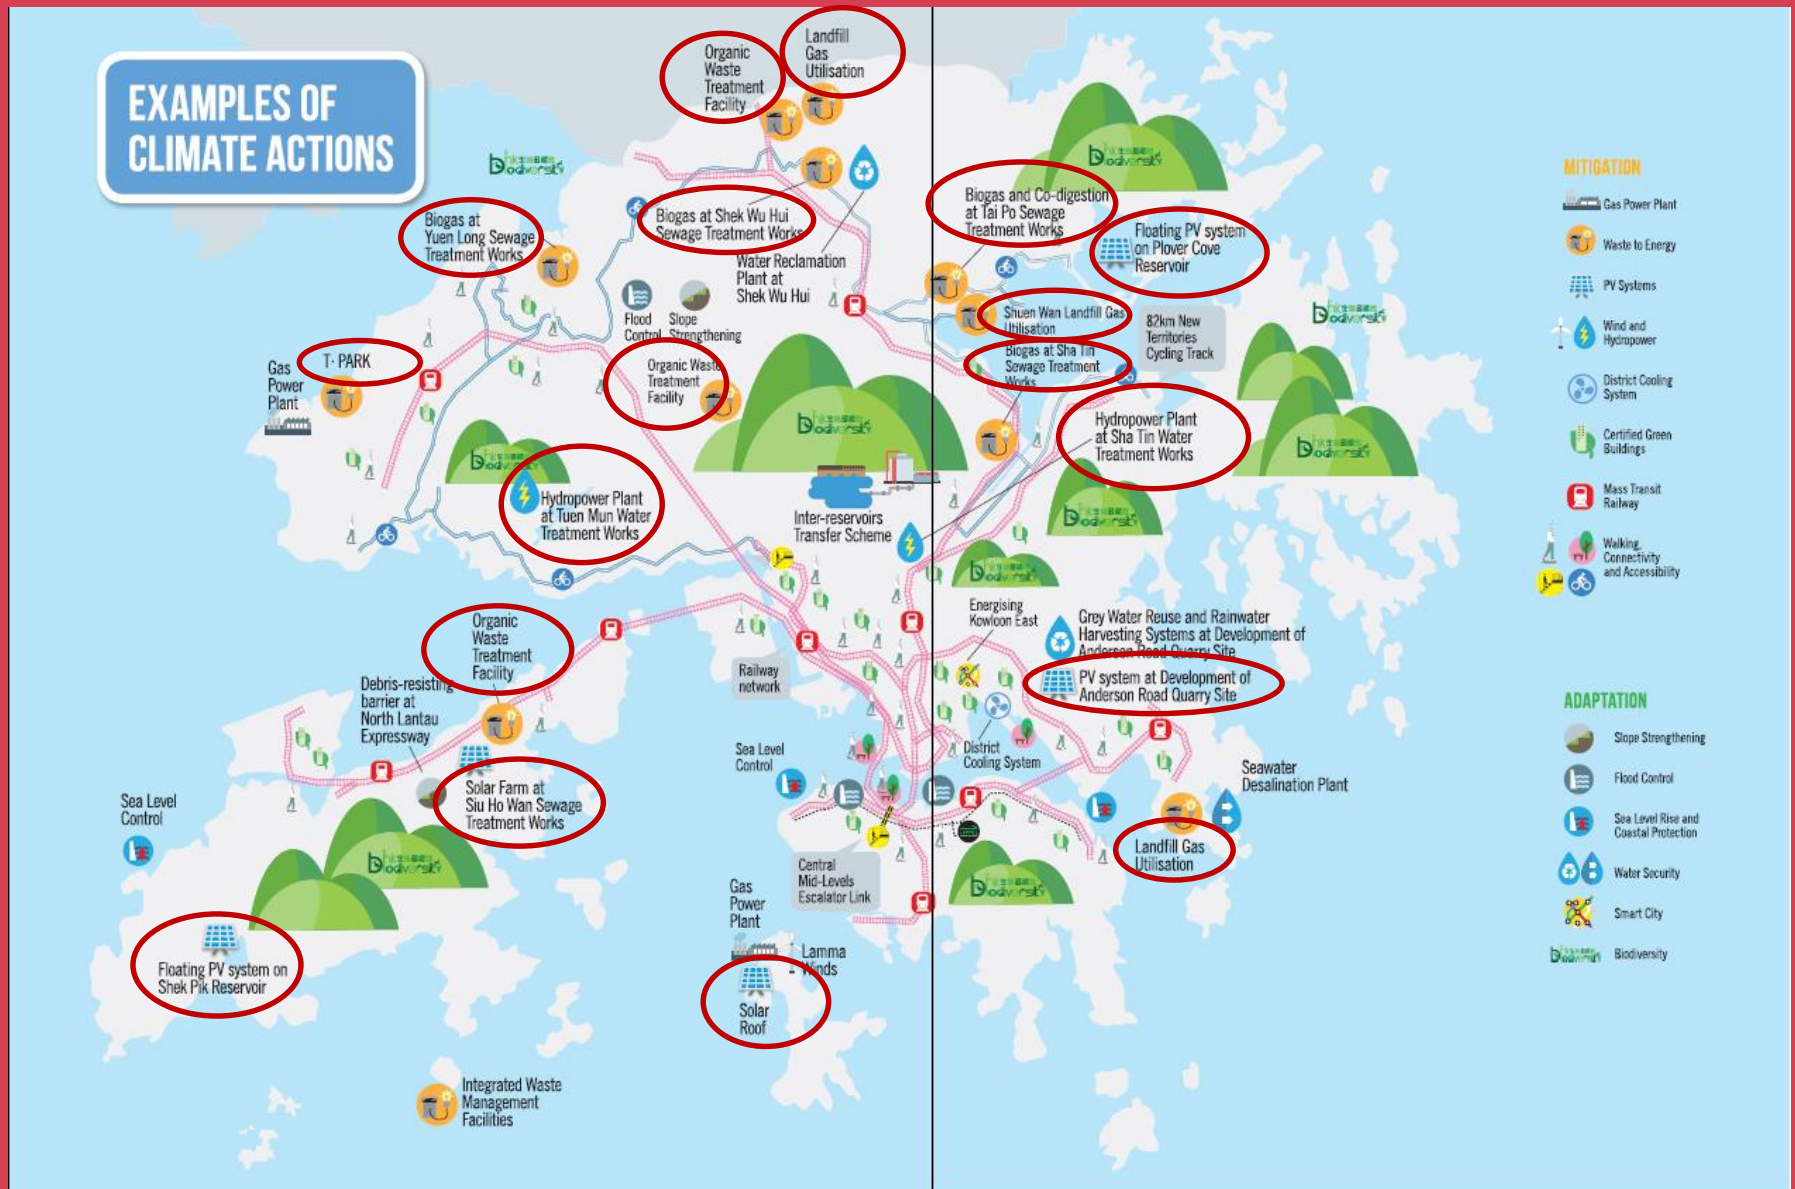 EXAMPLES OF
CLIMATE ACTIONS
Organic
Waste
Treatment
Facility
Landfill
Gas
Utilisation
Biodiversity
Biogas at
Yuen Long Sewage
Treatment Works
Biogas at Shek Wu Hui
Sewage Treatment Works
Water Reclamation
Plant at
Shek Wu Hui
Flood
Control
Slope
Strengthening
Biodiversity
Biogas and Co-digestion
at Tai Po Sewage
Treatment Works
Floating PV system
on Plover Cove
Reservoir
Shuen Wan Landfill Gas
Utilisation
82km New
Territories
Cycling Track
Biodiversity
Biogas at Sha Tin
Sewage Treatment
Works
T· PARK
Gas
Power
Plant
Organic Waste
Treatment
Facility
Biodiversity
Hydropower Plant
at Sha Tin Water
Treatment Works
Biodiversity
Biodiversity
Hydropower Plant
at Tuen Mun Water
Treatment Works
Inter-reservoirs
Transfer Scheme
Biodiversity
Biodiversity
Energising
Kowloon East
Grey Water Reuse and Rainwater
Harvesting Systems at Development of
Anderson Road Quarry Site
PV system at Development of
Anderson Road Quarry Site
Organic
Waste
Treatment
Facility
Railway
network
Debris-resisting
barrier at
North Lantau
Expressway
Sea Level
Control
District
Cooling System
Seawater
Desalination Plant
Solar Farm at
Siu Ho Wan Sewage
Treatment Works
Sea Level
Control
Biodiversity
Landfill Gas
Utilisation
Central
Mid-Levels
Escalator Link
Biodiversity
Gas
Power
Plant
Lamma
Winds
Solar
Roof
Floating PV system on
Shek Pik Reservoir
Integrated Waste
Management
Facilities
MITIGATION
Gas Power Plant
Waste to Energy
PV Systems
Wind and
Hydropower
District Cooling
System
Certified Green
Buildings
Mass Transit
Railway
Walking,
Connectivity
and Accessibility
ADAPTATION
Slope Strengthening
Flood Control
Sea Level Rise and
Coastal Protection
Water Security
Smart City
Biodiversity
Biodiversity